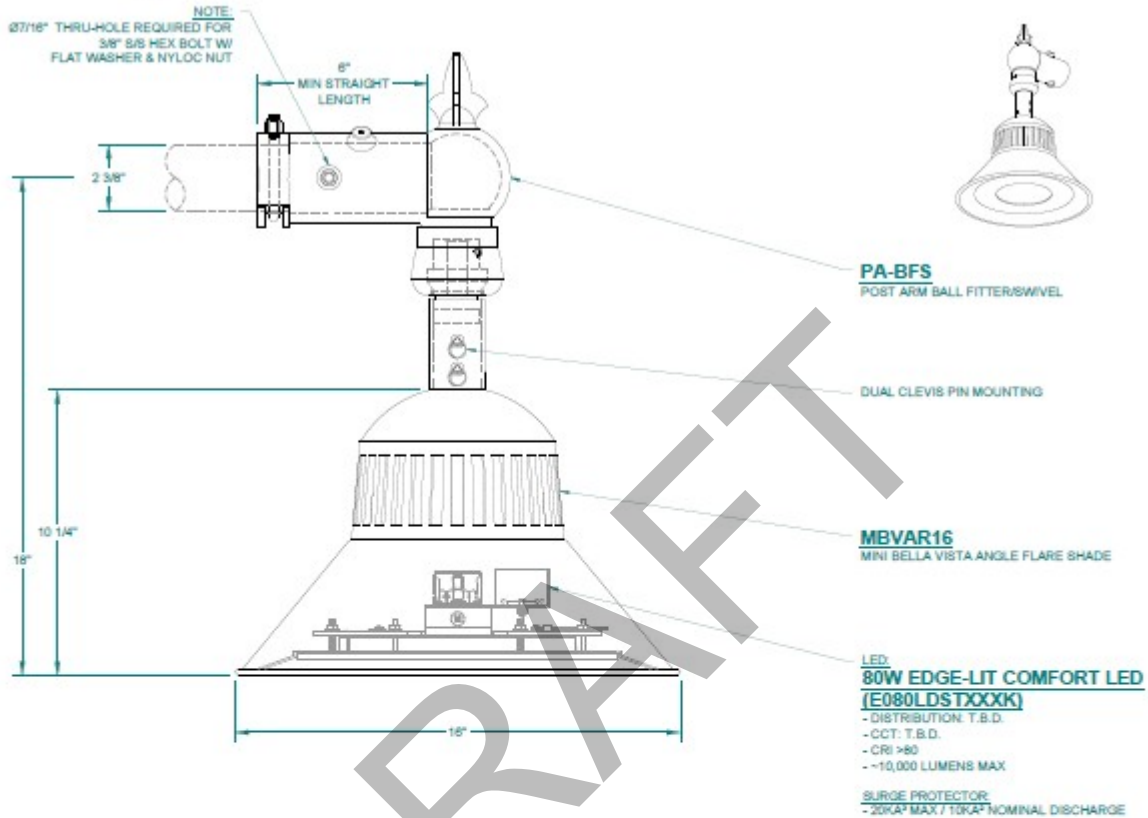 NOTE:
Ø7/16" THRU-HOLE REQUIRED FOR
3/8" S/S HEX BOLT W/
FLAT WASHER & NYLOC NUT
6"
MIN STRAIGHT
LENGTH
2 3/8"
PA-BFS
POST ARM BALL FITTER/SWIVEL
DUAL CLEVIS PIN MOUNTING
10 1/4"
18"
MBVAR16
MINI BELLA VISTA ANGLE FLARE SHADE
LED:
80W EDGE-LIT COMFORT LED
(E080LDSTXXXK)
- DISTRIBUTION: T.B.D.
- CCT: T.B.D.
- CRI >80
- ~10,000 LUMENS MAX
16"
SURGE PROTECTOR:
- 20KA² MAX / 10KA² NOMINAL DISCHARGE
RAFT